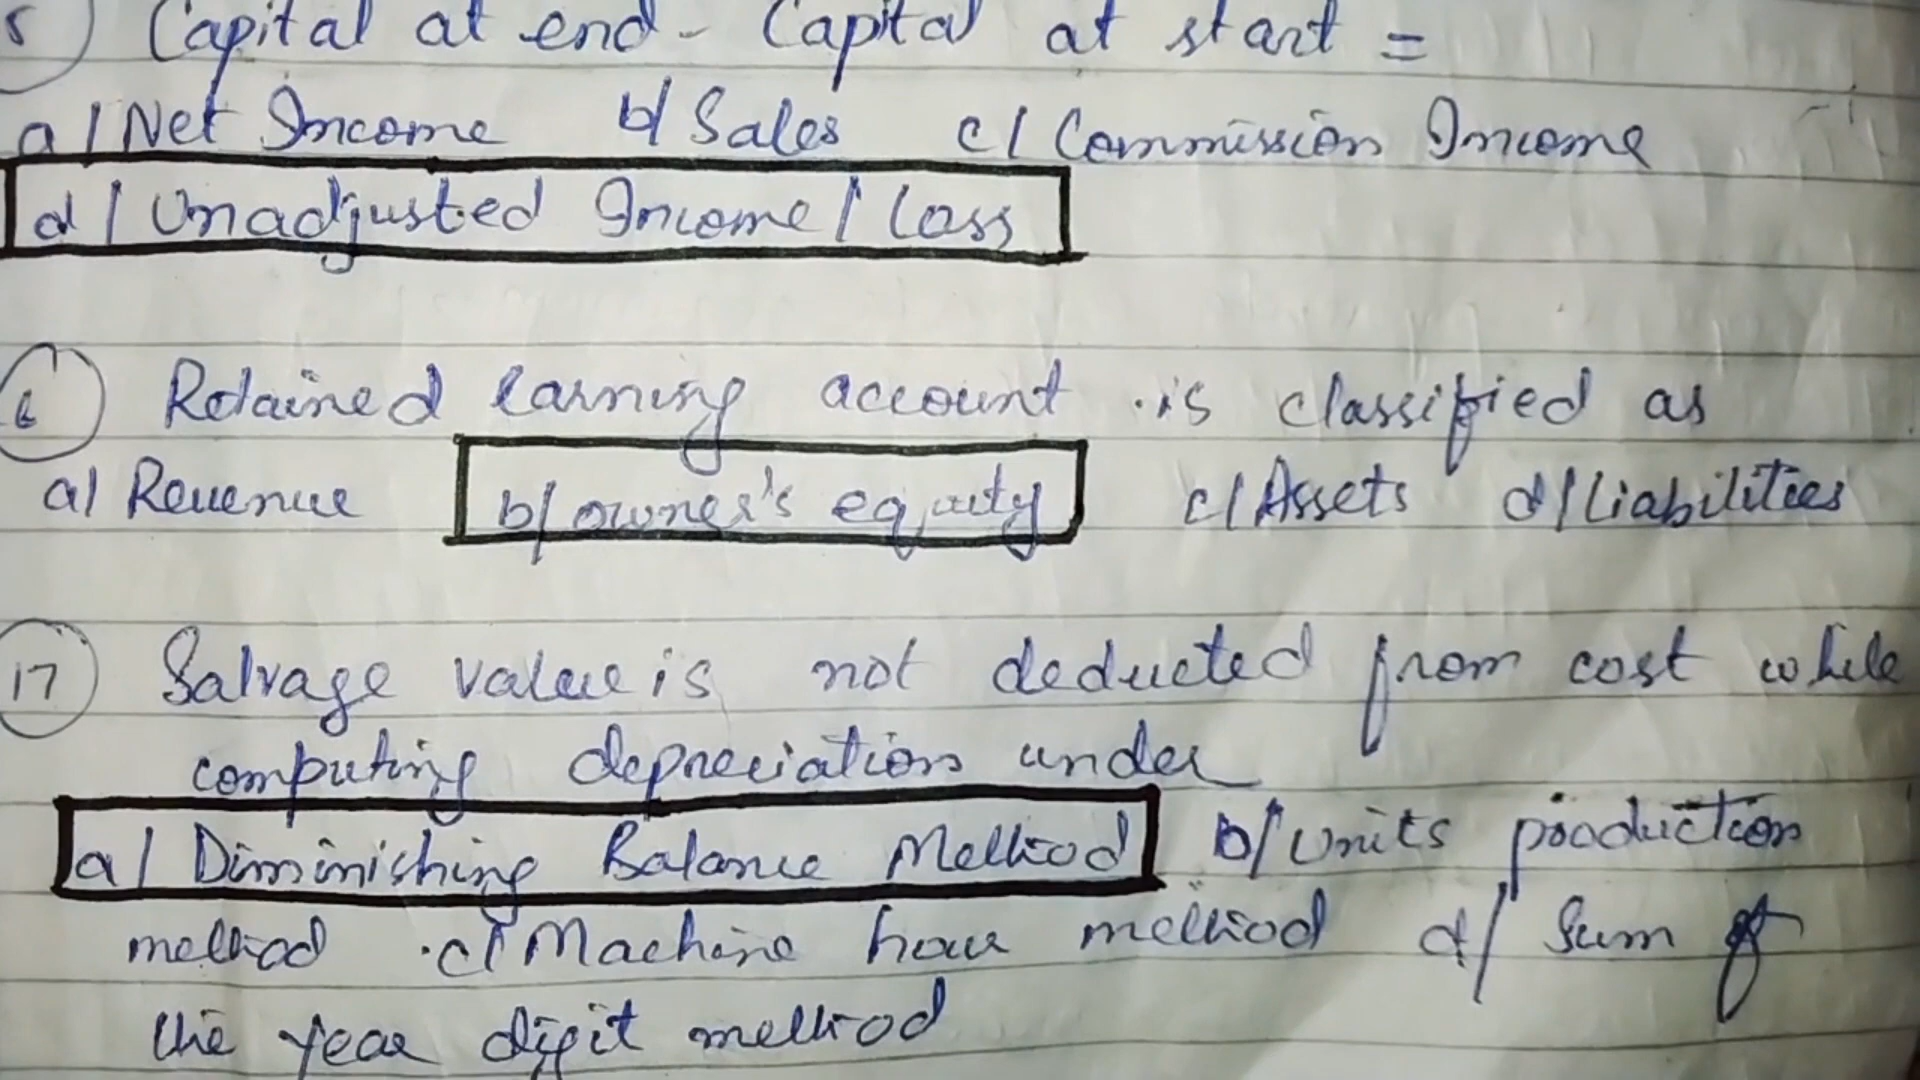 5 Capital at end - Capital at start =
a/ Net Income b/ Sales c/ Commission Income
d/ Unadjusted Income/Loss
6 Retained earning account is classified as
a/ Revenue b/ owner's equity c/ Assets d/ Liabilities
17 Salvage value is not deducted from cost while
computing depreciation under
a/ Diminishing Balance Method b/ Units production
method c/ Machine hour method d/ Sum of
the year digit method